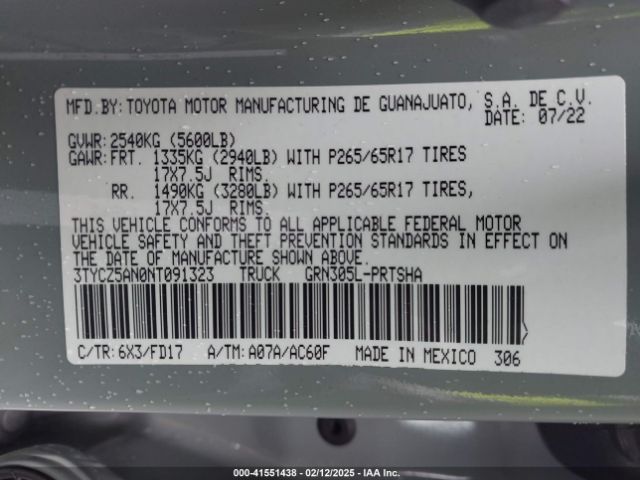 MFD.BY: TOYOTA MOTOR MANUFACTURING DE GUANAJUATO, S.A. DE C.V.
DATE: 07/22
GVWR: 2540KG (5600LB)
GAWR: FRT. 1335KG (2940LB) WITH P265/65R17 TIRES
17X7.5J RIMS.
RR. 1490KG (3280LB) WITH P265/65R17 TIRES,
17X7.5J RIMS.
THIS VEHICLE CONFORMS TO ALL APPLICABLE FEDERAL MOTOR
VEHICLE SAFETY AND THEFT PREVENTION STANDARDS IN EFFECT ON
THE DATE OF MANUFACTURE SHOWN ABOVE.
3TYCZ5AN0NT091323 TRUCK GRN305L-PRTSHA
C/TR: 6X3/FD17 A/TM: A07A/AC60F MADE IN MEXICO 306
000-41551438 - 02/12/2025 - IAA Inc.